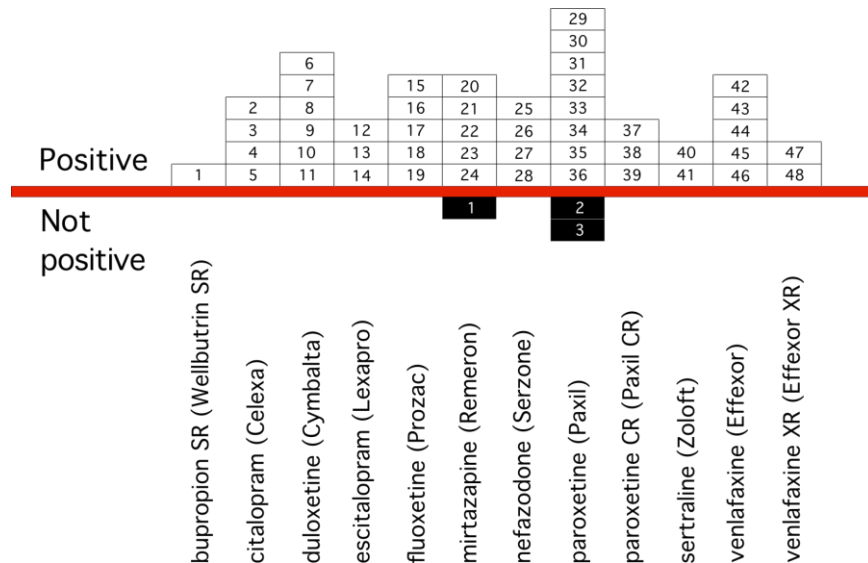 29
30
6 31
7 15 20 32 42
2 8 16 21 25 33 43
3 9 12 17 22 26 34 37 44
Positive 4 10 13 18 23 27 35 38 40 45 47
1 5 11 14 19 24 28 36 39 41 46 48
Not 1 2
3
positive
bupropion SR (Wellbutrin SR)
citalopram (Celexa)
duloxetine (Cymbalta)
escitalopram (Lexapro)
fluoxetine (Prozac)
mirtazapine (Remeron)
nefazodone (Serzone)
paroxetine (Paxil)
paroxetine CR (Paxil CR)
sertraline (Zoloft)
venlafaxine (Effexor)
venlafaxine XR (Effexor XR)